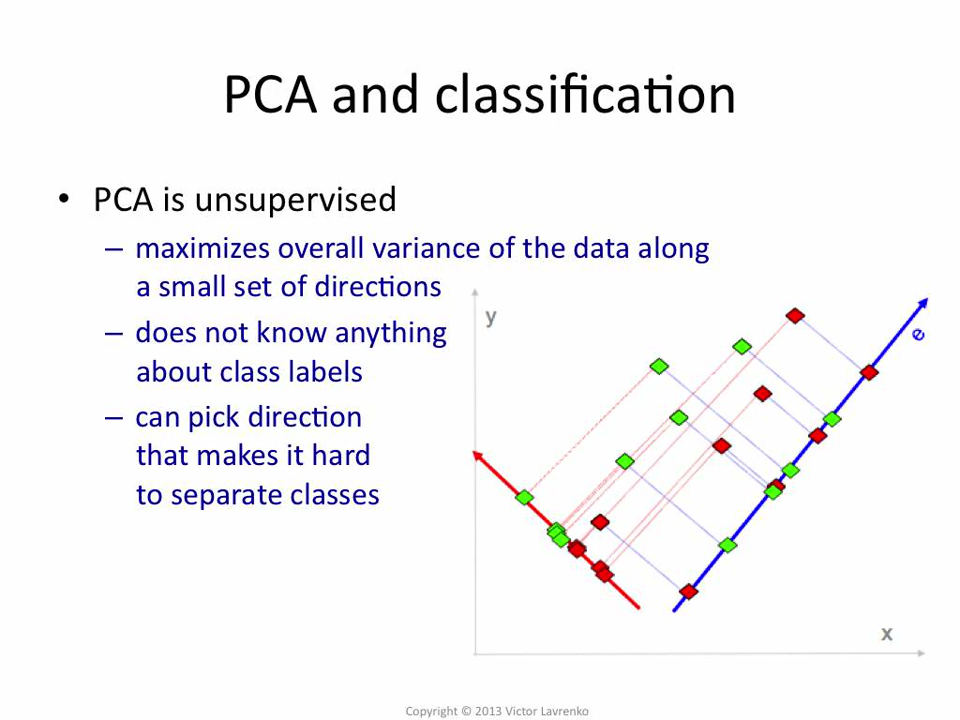 PCA and classification
• PCA is unsupervised
– maximizes overall variance of the data along
a small set of directions
– does not know anything
about class labels
– can pick direction
that makes it hard
to separate classes
y
e
x
Copyright © 2013 Victor Lavrenko